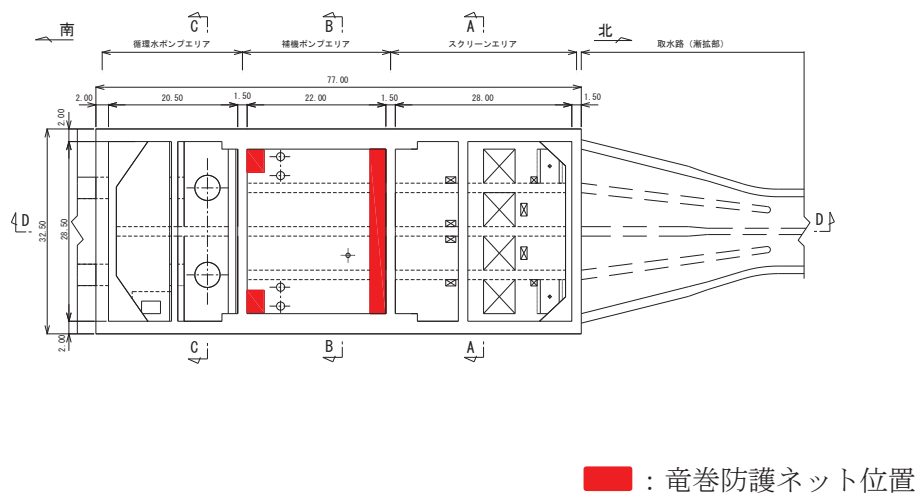 南
C
B
A
北
循環水ポンプエリア
補機ポンプエリア
スクリーンエリア
取水路（漸拡部）
77.00
2.00
20.50
1.50
22.00
1.50
28.00
1.50
2.00
D
32.50
28.50
D
2.00
C
B
A
：竜巻防護ネット位置